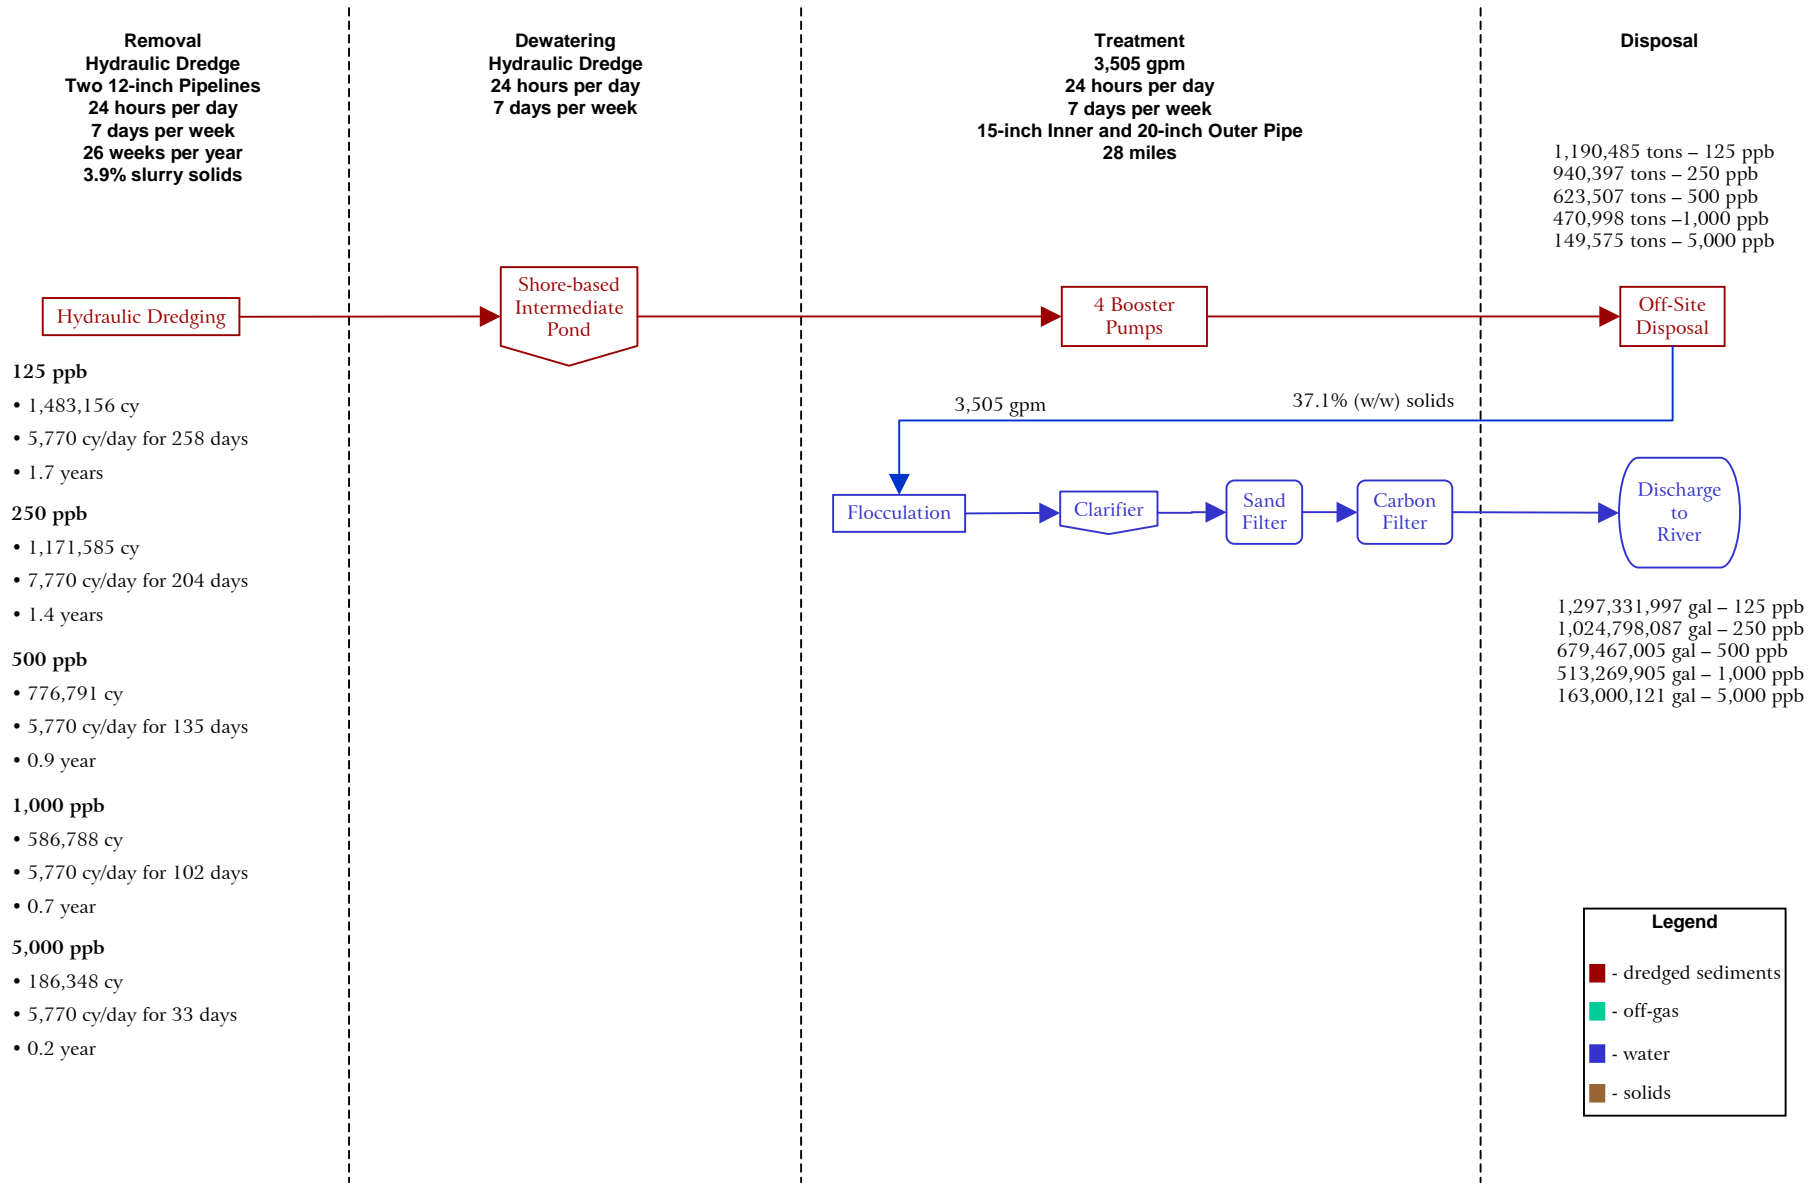 Removal
Hydraulic Dredge
Two 12-inch Pipelines
24 hours per day
7 days per week
26 weeks per year
3.9% slurry solids
Dewatering
Hydraulic Dredge
24 hours per day
7 days per week
Treatment
3,505 gpm
24 hours per day
7 days per week
15-inch Inner and 20-inch Outer Pipe
28 miles
Disposal
1,190,485 tons – 125 ppb
940,397 tons – 250 ppb
623,507 tons – 500 ppb
470,998 tons –1,000 ppb
149,575 tons – 5,000 ppb
Hydraulic Dredging
Shore-based
Intermediate
Pond
4 Booster
Pumps
Off-Site
Disposal
125 ppb
• 1,483,156 cy
• 5,770 cy/day for 258 days
• 1.7 years
250 ppb
• 1,171,585 cy
• 7,770 cy/day for 204 days
• 1.4 years
500 ppb
• 776,791 cy
• 5,770 cy/day for 135 days
• 0.9 year
1,000 ppb
• 586,788 cy
• 5,770 cy/day for 102 days
• 0.7 year
5,000 ppb
• 186,348 cy
• 5,770 cy/day for 33 days
• 0.2 year
3,505 gpm
37.1% (w/w) solids
Flocculation
Clarifier
Sand
Filter
Carbon
Filter
Discharge
to
River
1,297,331,997 gal – 125 ppb
1,024,798,087 gal – 250 ppb
679,467,005 gal – 500 ppb
513,269,905 gal – 1,000 ppb
163,000,121 gal – 5,000 ppb
Legend
- dredged sediments
- off-gas
- water
- solids